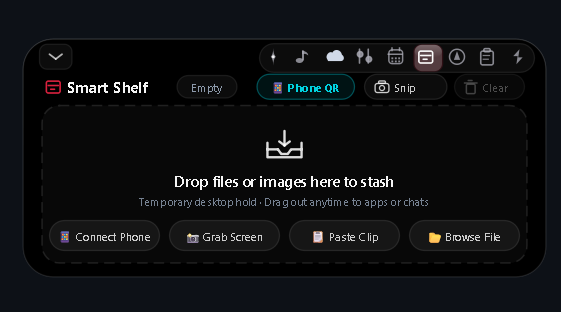 Smart Shelf Empty Phone QR Snip Clear
Drop files or images here to stash
Temporary desktop hold · Drag out anytime to apps or chats
Connect Phone Grab Screen Paste Clip Browse File